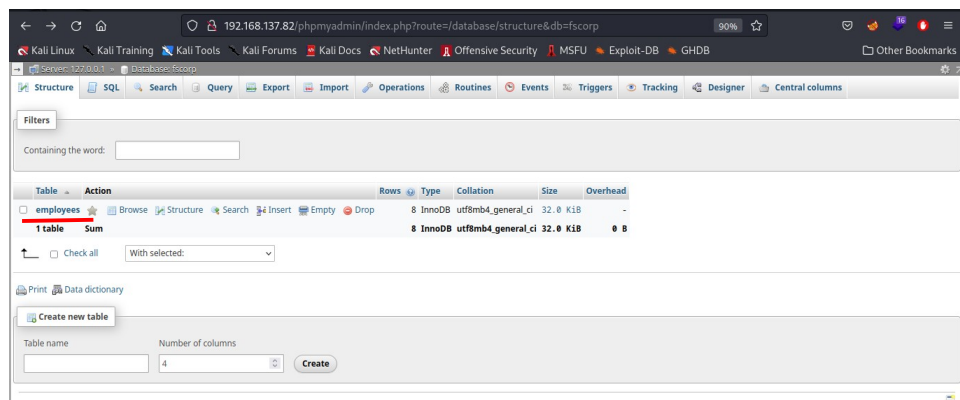 192.168.137.82/phpmyadmin/index.php?route=/database/structure&db=fscorp 90% 16
Kali Linux Kali Training Kali Tools Kali Forums Kali Docs NetHunter Offensive Security MSFU Exploit-DB GHDB Other Bookmarks
Server: 127.0.0.1 » Database: fscorp
Structure SQL Search Query Export Import Operations Routines Events Triggers Tracking Designer Central columns
Filters
Containing the word:
Table Action Rows Type Collation Size Overhead
employees Browse Structure Search Insert Empty Drop 8 InnoDB utf8mb4_general_ci 32.0 KiB -
1 table Sum 8 InnoDB utf8mb4_general_ci 32.0 KiB 0 B
Check all With selected:
Print Data dictionary
Create new table
Table name Number of columns
4 Create